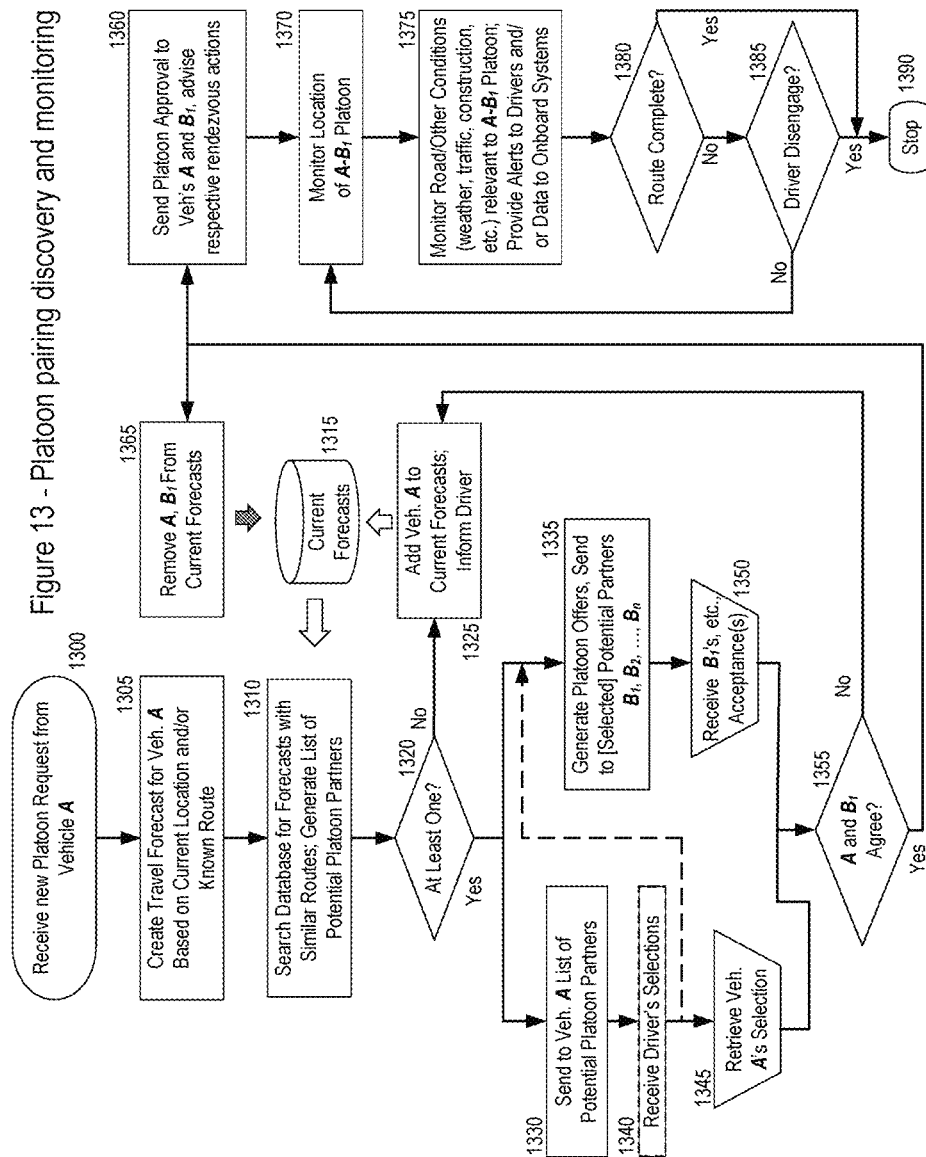 Figure 13 - Platoon pairing discovery and monitoring
Receive new Platoon Request from
Vehicle A
1300
Create Travel Forecast for Veh. A
Based on Current Location and/or
Known Route
1305
Search Database for Forecasts with
Similar Routes; Generate List of
Potential Platoon Partners
1310
Current
Forecasts
1315
At Least One?
1320
No
Yes
Add Veh. A to
Current Forecasts;
Inform Driver
1325
1330
Send to Veh. A List of
Potential Platoon Partners
1340
Receive Driver's Selections
1345
Retrieve Veh.
A's Selection
Generate Platoon Offers, Send
to [Selected] Potential Partners
B1, B2, …, Bn
1335
Receive B1's, etc.,
Acceptance(s)
1350
A and B1
Agree?
1355
No
Yes
Remove A, B1 From
Current Forecasts
1365
Send Platoon Approval to
Veh's A and B1, advise
respective rendezvous actions
1360
Monitor Location
of A-B1 Platoon
1370
Monitor Road/Other Conditions
(weather, traffic, construction,
etc.) relevant to A-B1 Platoon;
Provide Alerts to Drivers and/
or Data to Onboard Systems
1375
Route Complete?
1380
Yes
No
Driver Disengage?
1385
No
Yes
Stop
1390